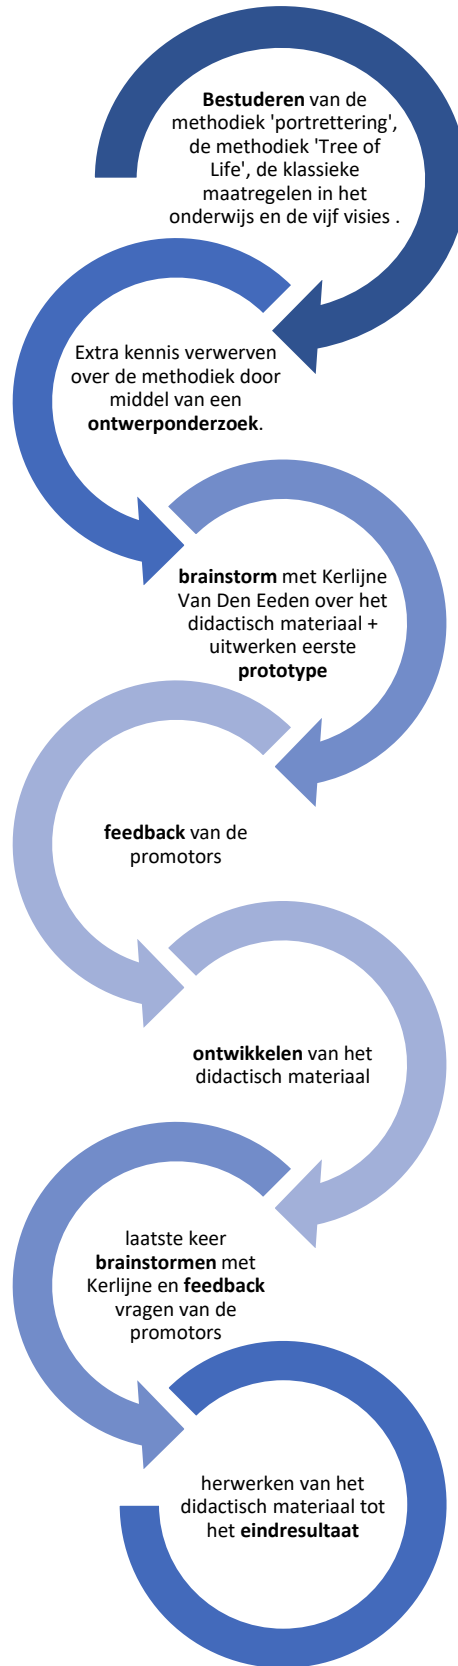 Bestuderen van de
methodiek 'portrettering',
de methodiek 'Tree of
Life', de klassieke
maatregelen in het
onderwijs en de vijf visies .
Extra kennis verwerven
over de methodiek door
middel van een
ontwerponderzoek.
brainstorm met Kerlijne
Van Den Eeden over het
didactisch materiaal +
uitwerken eerste
prototype
feedback van de
promotors
ontwikkelen van het
didactisch materiaal
laatste keer
brainstormen met
Kerlijne en feedback
vragen van de
promotors
herwerken van het
didactisch materiaal tot
het eindresultaat